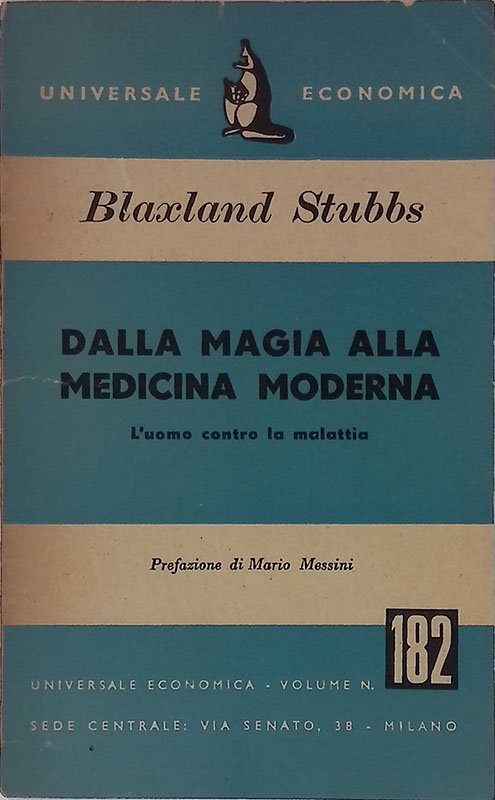 UNIVERSALE ECONOMICA
Blaxland Stubbs
DALLA MAGIA ALLA
MEDICINA MODERNA
L'uomo contro la malattia
Prefazione di Mario Messini
182
UNIVERSALE ECONOMICA - VOLUME N.
SEDE CENTRALE: VIA SENATO, 38 - MILANO